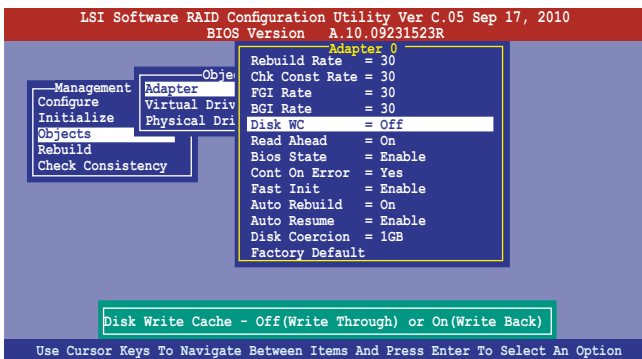 LSI Software RAID Configuration Utility Ver C.05 Sep 17, 2010
BIOS Version A.10.09231523R
Management
Configure
Initialize
Objects
Rebuild
Check Consistency
Obje
Adapter
Virtual Driv
Physical Dri
Adapter 0
Rebuild Rate = 30
Chk Const Rate = 30
FGI Rate = 30
BGI Rate = 30
Disk WC = Off
Read Ahead = On
Bios State = Enable
Cont On Error = Yes
Fast Init = Enable
Auto Rebuild = On
Auto Resume = Enable
Disk Coercion = 1GB
Factory Default
Disk Write Cache - Off(Write Through) or On(Write Back)
Use Cursor Keys To Navigate Between Items And Press Enter To Select An Option